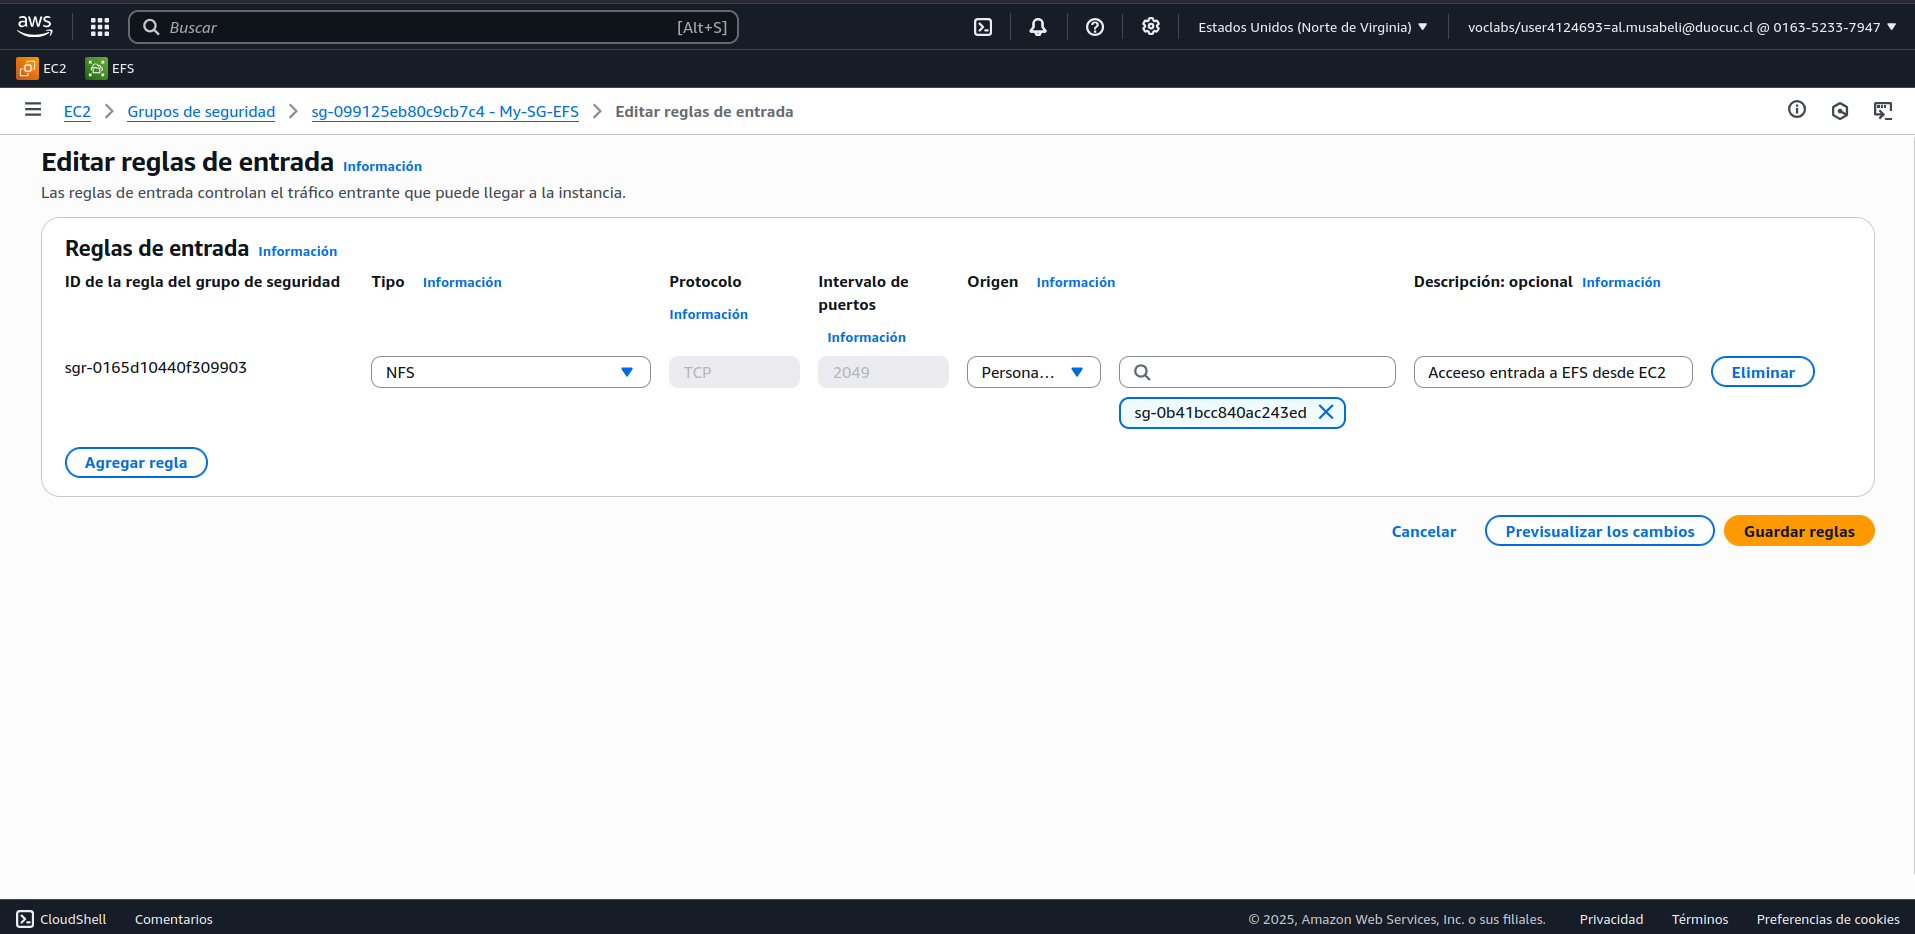 aws
Buscar [Alt+S] Estados Unidos (Norte de Virginia) voclabs/user4124693=al.musabeli@duocuc.cl @ 0163-5233-7947
EC2 EFS
EC2 Grupos de seguridad sg-099125eb80c9cb7c4 - My-SG-EFS Editar reglas de entrada
Editar reglas de entrada Información
Las reglas de entrada controlan el tráfico entrante que puede llegar a la instancia.
Reglas de entrada Información
ID de la regla del grupo de seguridad Tipo Información Protocolo Intervalo de Origen Información Descripción: opcional Información
puertos
Información
Información
sgr-0165d10440f309903 NFS TCP 2049 Persona... Acceeso entrada a EFS desde EC2 Eliminar
sg-0b41bcc840ac243ed
Agregar regla
Cancelar Previsualizar los cambios Guardar reglas
CloudShell Comentarios © 2025, Amazon Web Services, Inc. o sus filiales. Privacidad Términos Preferencias de cookies